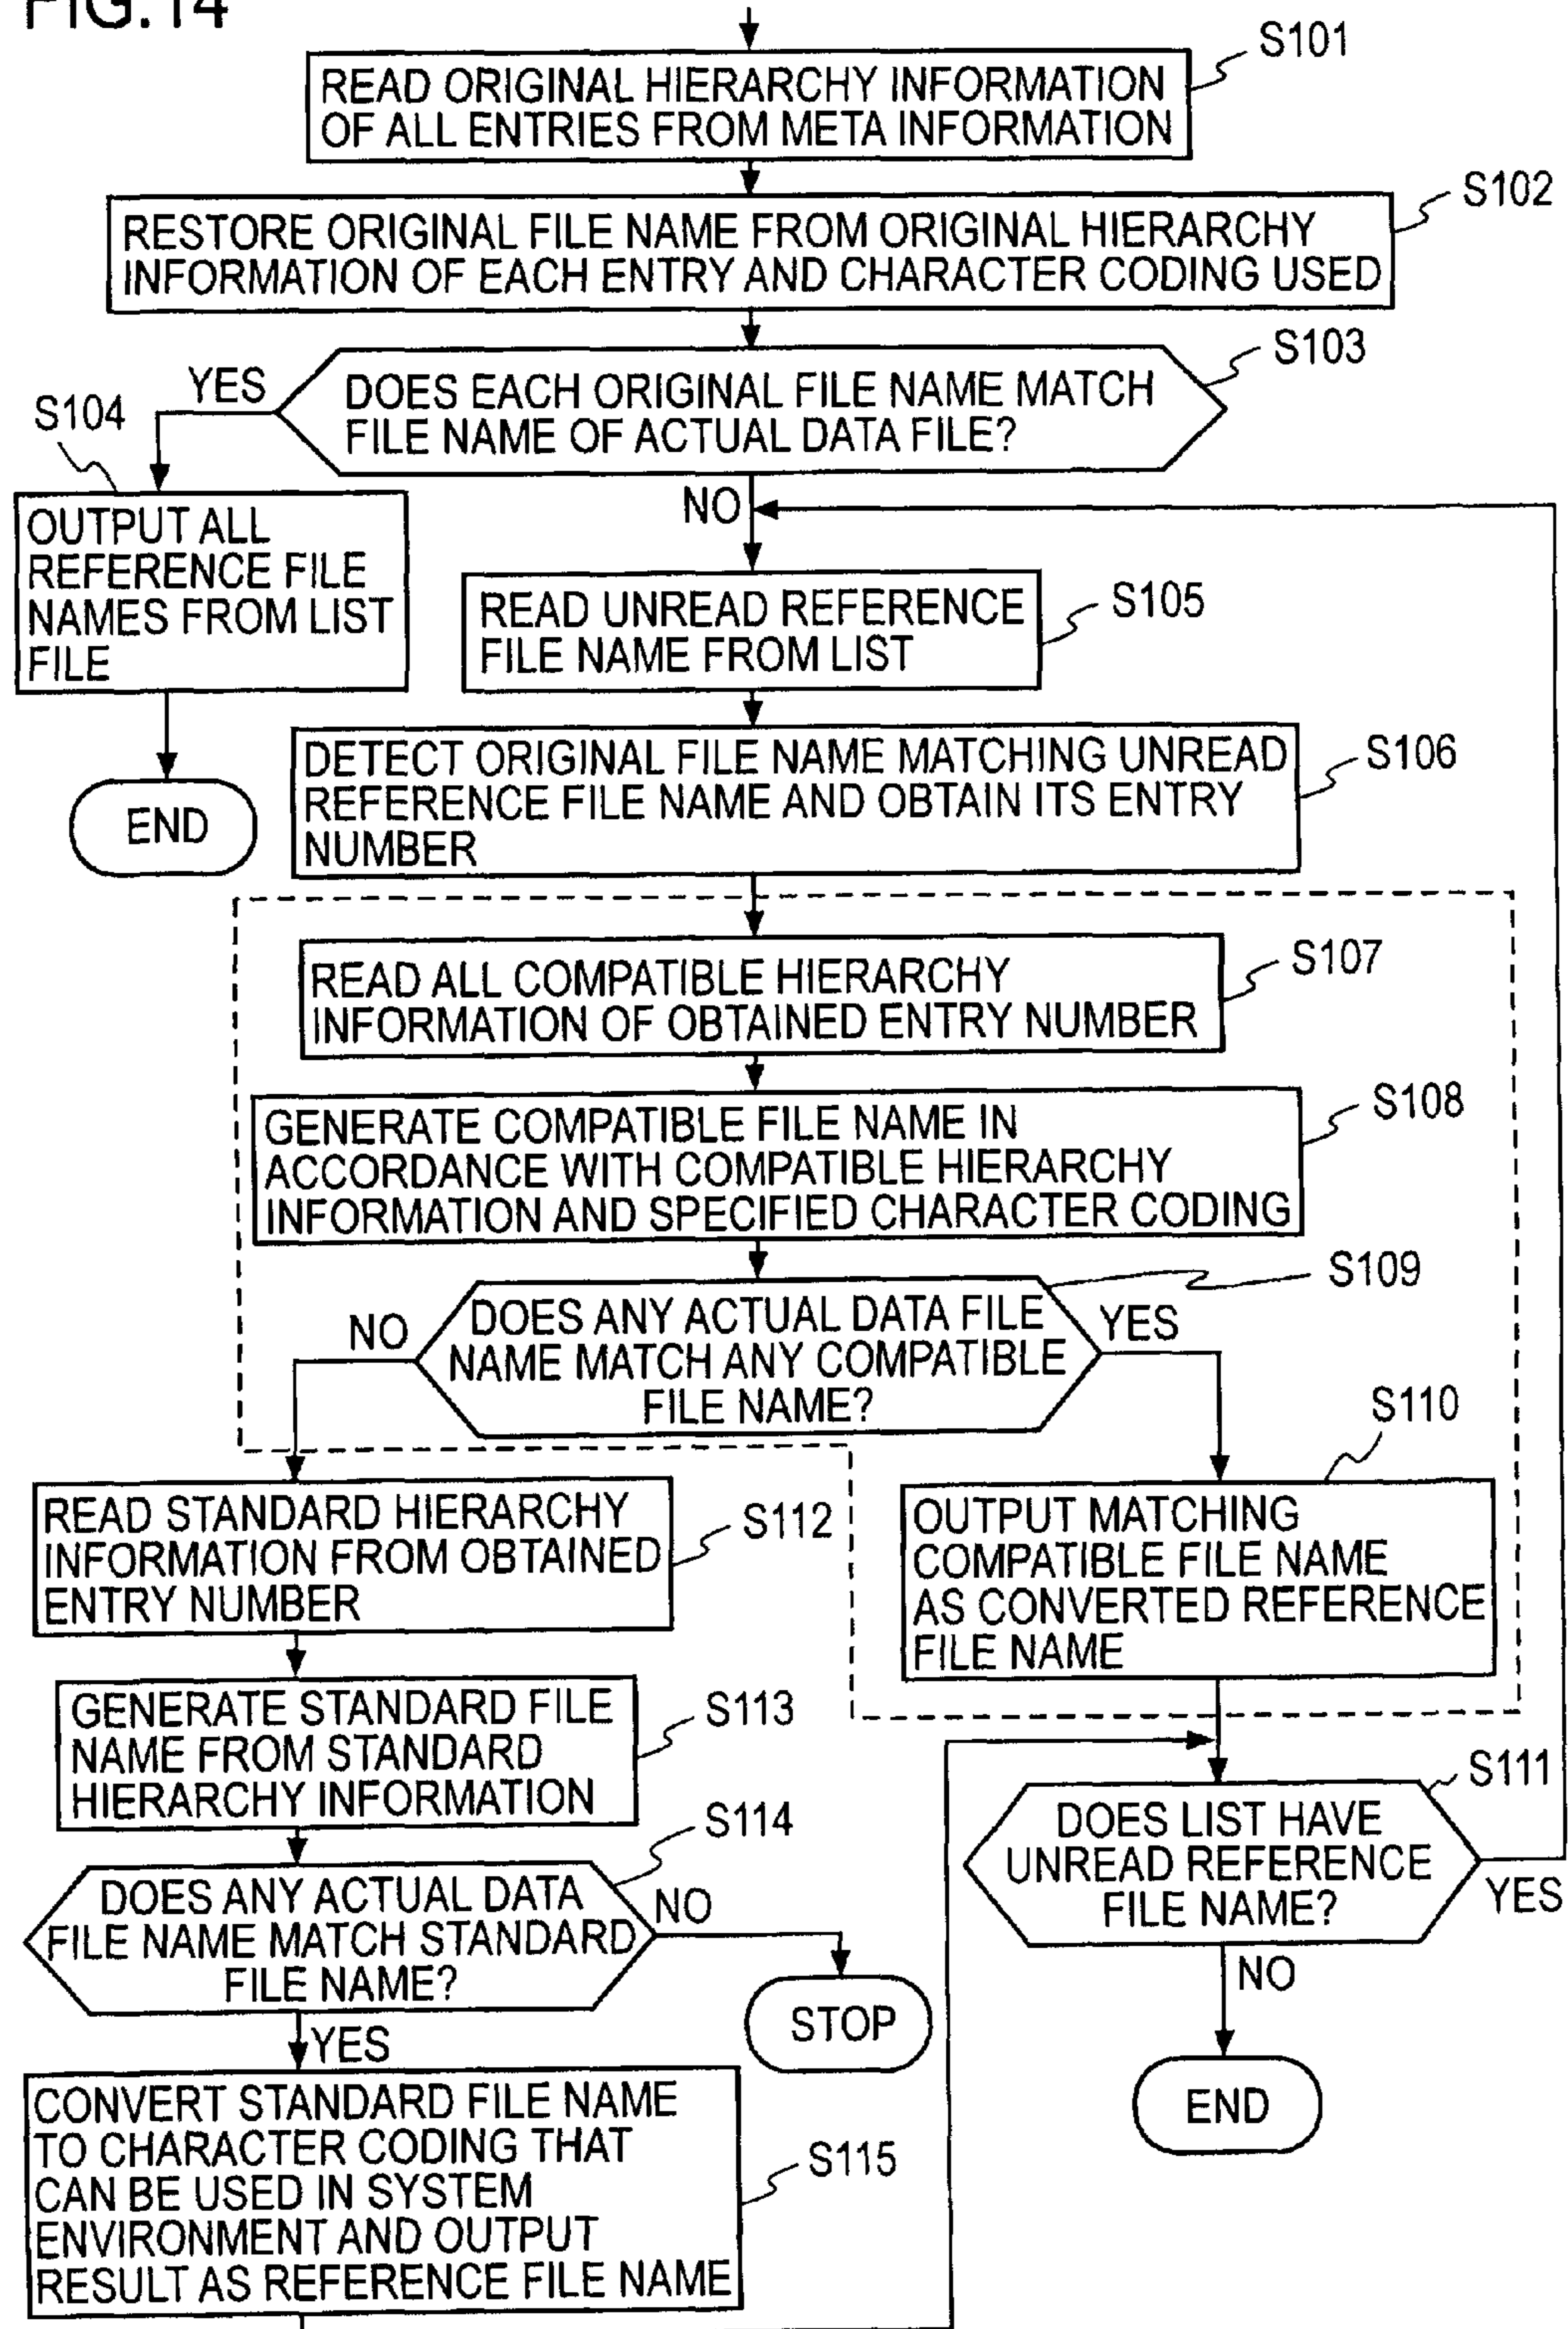 FIG.14
S101
READ ORIGINAL HIERARCHY INFORMATION
OF ALL ENTRIES FROM META INFORMATION
S102
RESTORE ORIGINAL FILE NAME FROM ORIGINAL HIERARCHY
INFORMATION OF EACH ENTRY AND CHARACTER CODING USED
S103
YES
DOES EACH ORIGINAL FILE NAME MATCH
FILE NAME OF ACTUAL DATA FILE?
S104
NO
OUTPUT ALL
REFERENCE FILE
NAMES FROM LIST
FILE
END
S105
READ UNREAD REFERENCE
FILE NAME FROM LIST
S106
DETECT ORIGINAL FILE NAME MATCHING UNREAD
REFERENCE FILE NAME AND OBTAIN ITS ENTRY
NUMBER
S107
READ ALL COMPATIBLE HIERARCHY
INFORMATION OF OBTAINED ENTRY NUMBER
S108
GENERATE COMPATIBLE FILE NAME IN
ACCORDANCE WITH COMPATIBLE HIERARCHY
INFORMATION AND SPECIFIED CHARACTER CODING
S109
NO
DOES ANY ACTUAL DATA FILE
NAME MATCH ANY COMPATIBLE
FILE NAME?
YES
S110
OUTPUT MATCHING
COMPATIBLE FILE NAME
AS CONVERTED REFERENCE
FILE NAME
READ STANDARD HIERARCHY
INFORMATION FROM OBTAINED
ENTRY NUMBER
S112
GENERATE STANDARD FILE
NAME FROM STANDARD
HIERARCHY INFORMATION
S113
S111
DOES LIST HAVE
UNREAD REFERENCE
FILE NAME?
YES
NO
END
S114
DOES ANY ACTUAL DATA
FILE NAME MATCH STANDARD
FILE NAME?
NO
STOP
YES
CONVERT STANDARD FILE NAME
TO CHARACTER CODING THAT
CAN BE USED IN SYSTEM
ENVIRONMENT AND OUTPUT
RESULT AS REFERENCE FILE NAME
S115